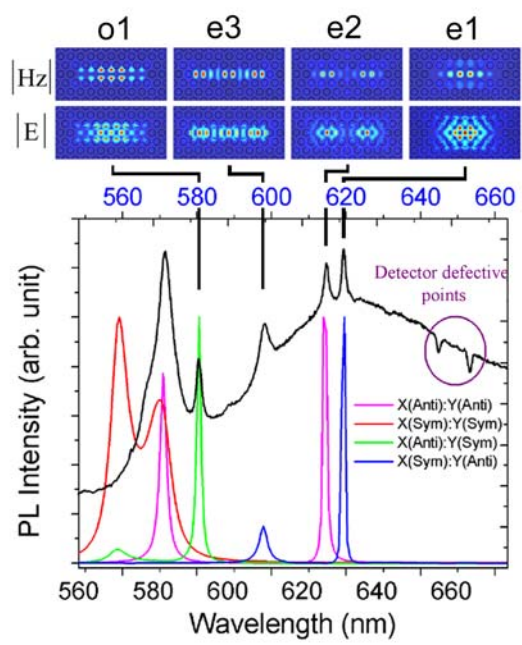 o1 e3 e2 e1
|Hz|
|E|
560 580 600 620 640 660
Detector defective
points
X(Anti):Y(Anti)
X(Sym):Y(Sym)
X(Anti):Y(Sym)
X(Sym):Y(Anti)
PL Intensity (arb. unit)
560 580 600 620 640 660
Wavelength (nm)